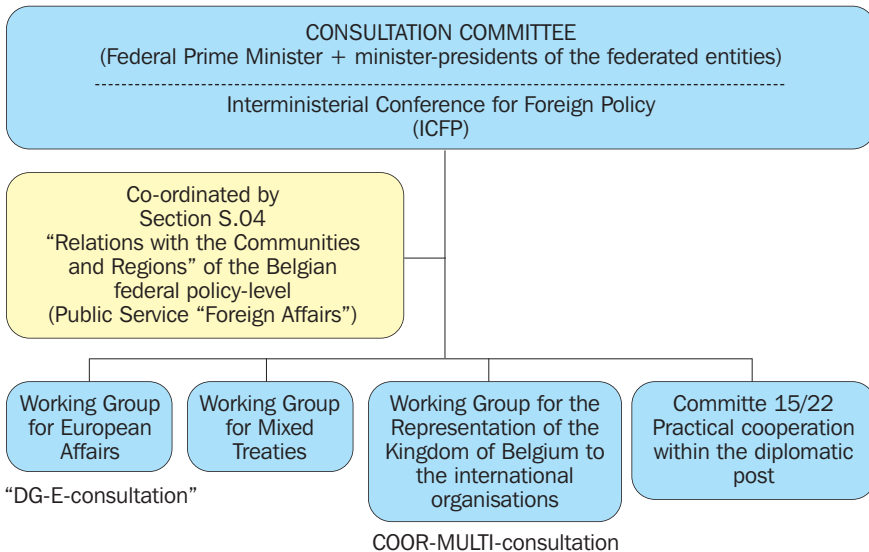 CONSULTATION COMMITTEE
(Federal Prime Minister + minister-presidents of the federated entities)
Interministerial Conference for Foreign Policy
(ICFP)
Co-ordinated by
Section S.04
“Relations with the Communities
and Regions” of the Belgian
federal policy-level
(Public Service “Foreign Affairs”)
Working Group
for European
Affairs
“DG-E-consultation”
Working Group
for Mixed
Treaties
Working Group for the
Representation of the
Kingdom of Belgium to
the international
organisations
COOR-MULTI-consultation
Committe 15/22
Practical cooperation
within the diplomatic
post